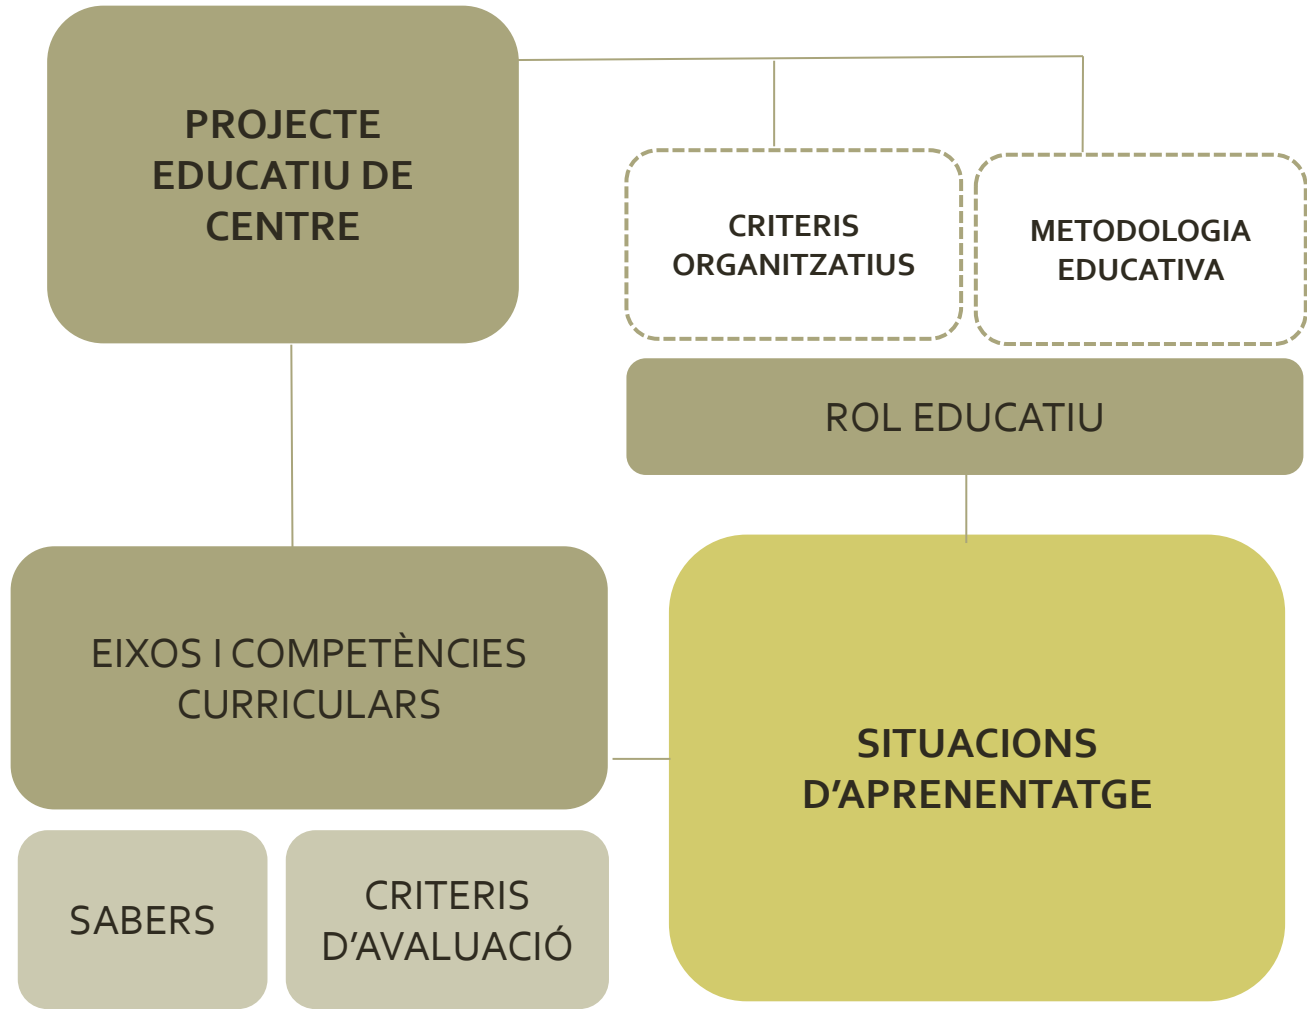 PROJECTE
EDUCATIU DE
CENTRE
CRITERIS
ORGANITZATIUS
METODOLOGIA
EDUCATIVA
ROL EDUCATIU
EIXOS I COMPETÈNCIES
CURRICULARS
SITUACIONS
D’APRENENTATGE
SABERS
CRITERIS
D’AVALUACIÓ